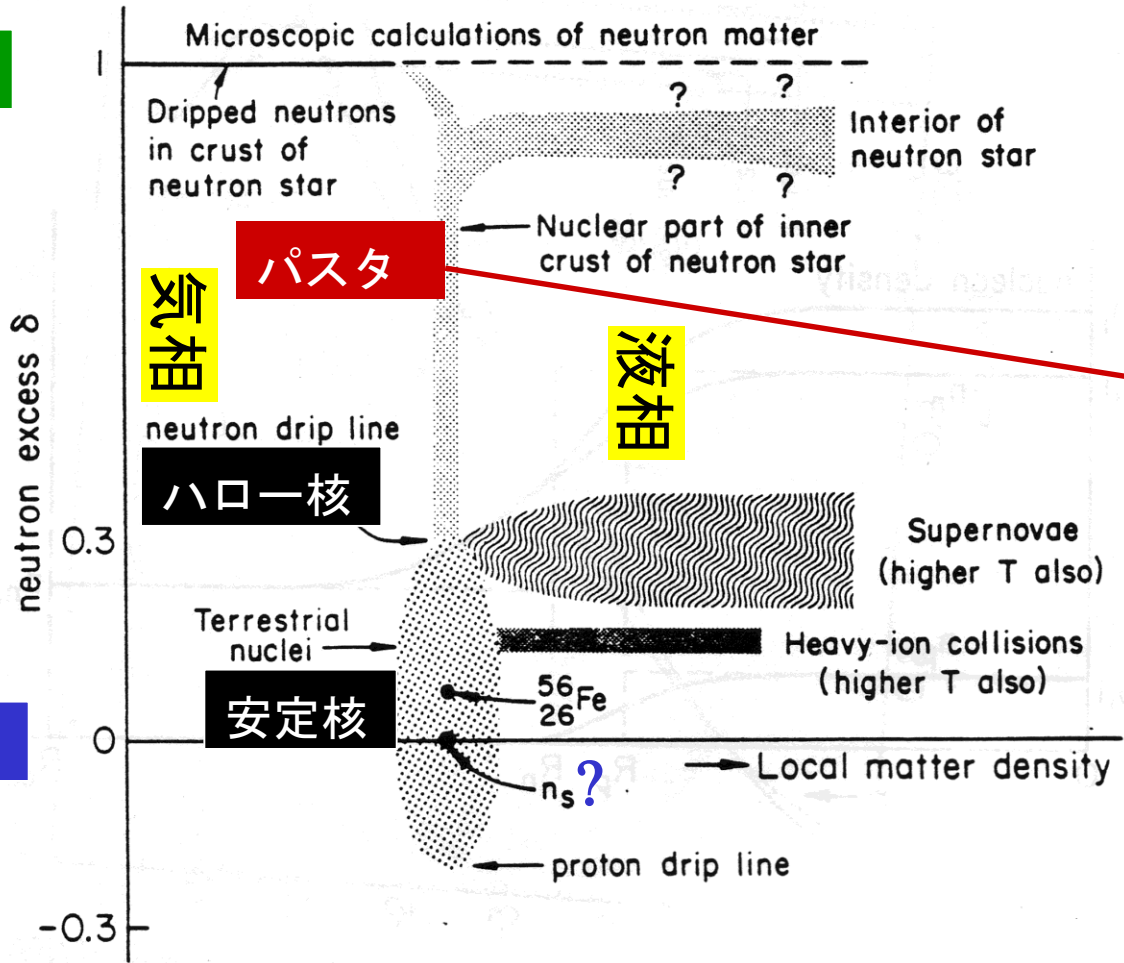 Microscopic calculations of neutron matter
1
Dripped neutrons
in crust of
neutron star
? ?
? ?
Interior of
neutron star
パスタ
Nuclear part of inner
crust of neutron star
気相
液相
neutron excess δ
neutron drip line
ハロー核
0.3
Supernovae
(higher T also)
Terrestrial
nuclei
Heavy-ion collisions
(higher T also)
安定核
56
26 Fe
0
Local matter density
ns ?
proton drip line
-0.3